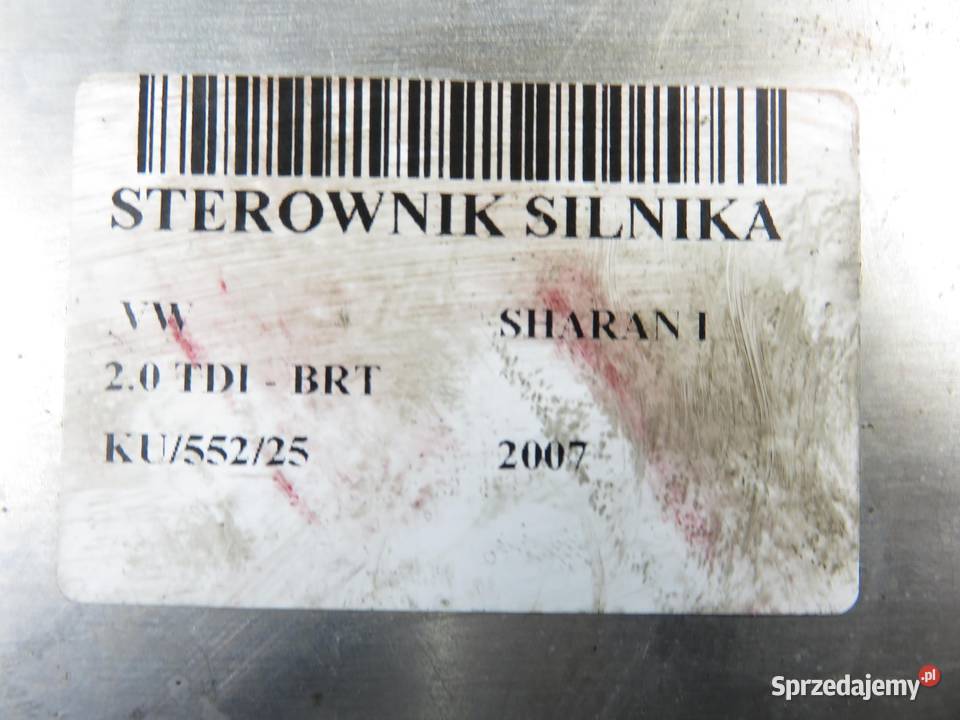 STEROWNIK SILNIKA
VW SHARAN I
2.0 TDI - BRT
KU/552/25 2007
Sprzedajemy.pl